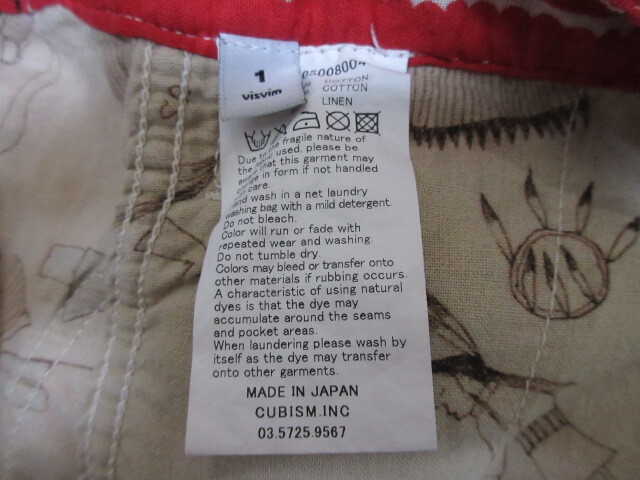 1
visvim
05008004
COTTON
COTTON
LINEN
Due to the fragile nature of
used, please be
that this garment may
in form if not handled
care.
wash in a net laundry
washing bag with a mild detergent.
Do not bleach.
Color will run or fade with
repeated wear and washing.
Do not tumble dry.
Colors may bleed or transfer onto
other materials if rubbing occurs.
A characteristic of using natural
dyes is that the dye may
accumulate around the seams
and pocket areas.
When laundering please wash by
itself as the dye may transfer
onto other garments.
MADE IN JAPAN
CUBISM.INC
03.5725.9567